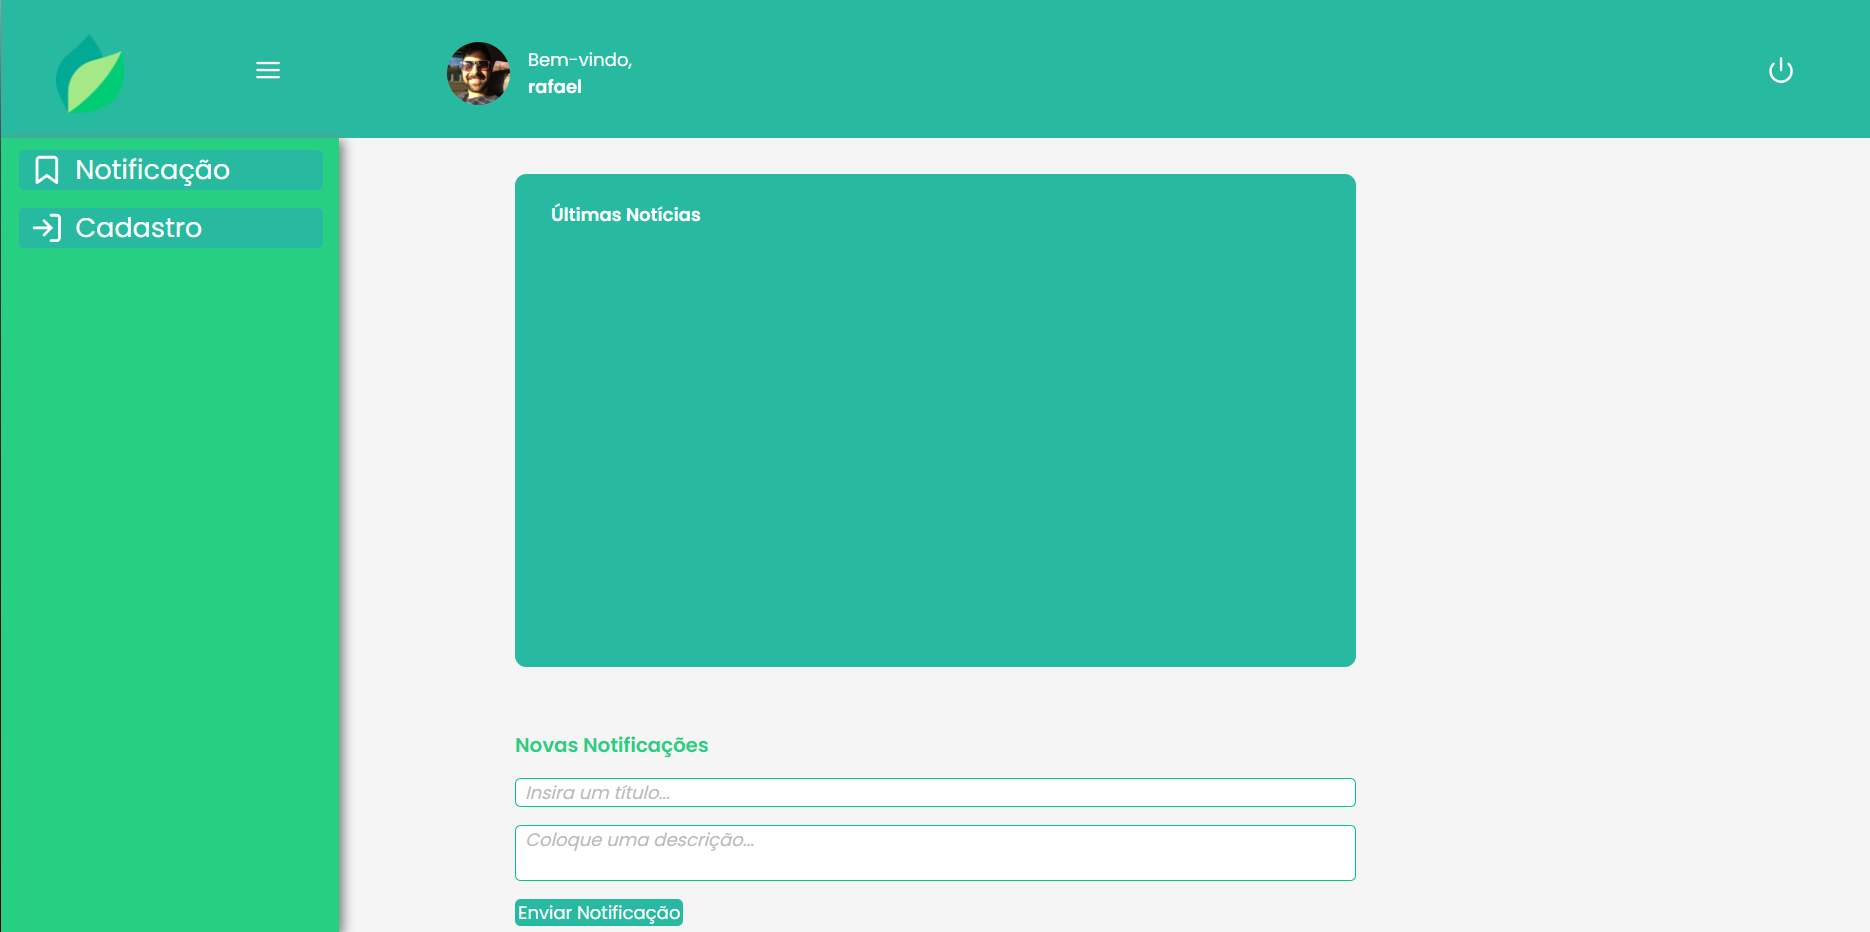 Bem-vindo,
rafael
Notificação
Cadastro
Últimas Notícias
Novas Notificações
Insira um título...
Coloque uma descrição...
Enviar Notificação